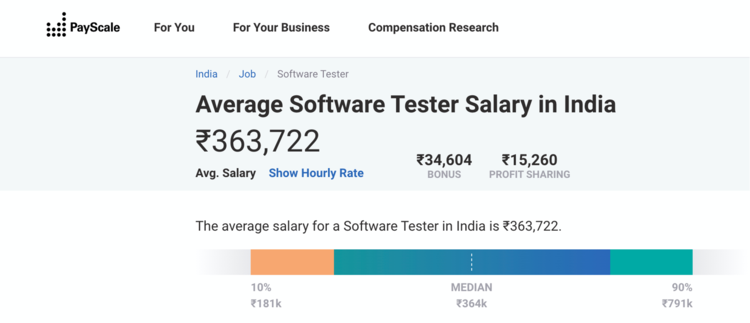 PayScale For You For Your Business Compensation Research
India / Job / Software Tester
Average Software Tester Salary in India
₹363,722
Avg. Salary Show Hourly Rate
₹34,604
BONUS
₹15,260
PROFIT SHARING
The average salary for a Software Tester in India is ₹363,722.
10% MEDIAN 90%
₹181k ₹364k ₹791k